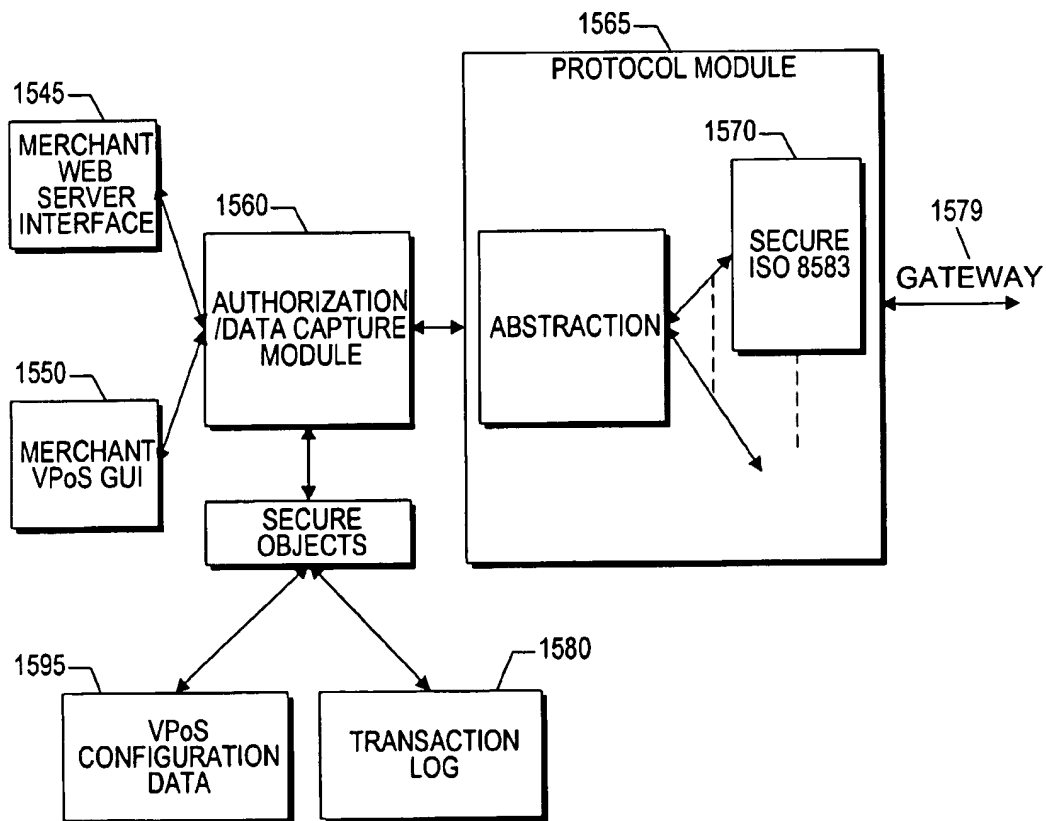 1565
PROTOCOL MODULE
1545
MERCHANT
WEB
SERVER
INTERFACE
1570
SECURE
ISO 8583
1560
AUTHORIZATION
/DATA CAPTURE
MODULE
ABSTRACTION
1579
GATEWAY
1550
MERCHANT
VPoS GUI
SECURE
OBJECTS
1595
VPoS
CONFIGURATION
DATA
1580
TRANSACTION
LOG